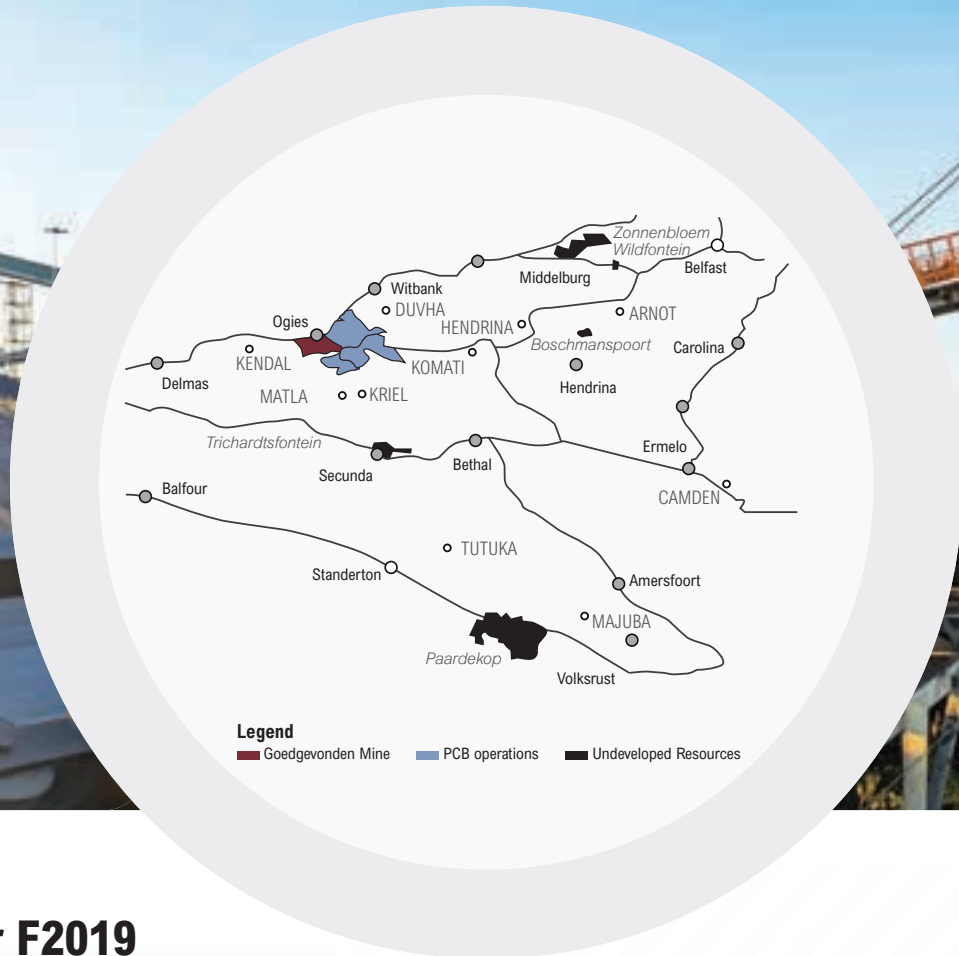 Zonnenbloem
Wildfontein
Belfast
Middelburg
Witbank
DUVHA
HENDRINA
ARNOT
Ogies
Boschmanspoort
Carolina
KENDAL
KOMATI
Delmas
Hendrina
MATLA
KRIEL
Trichardtsfontein
Ermelo
Secunda
Bethal
Balfour
CAMDEN
TUTUKA
Standerton
Amersfoort
MAJUBA
Paardekop
Volksrust
Legend
Goedgevonden Mine PCB operations Undeveloped Resources
F2019